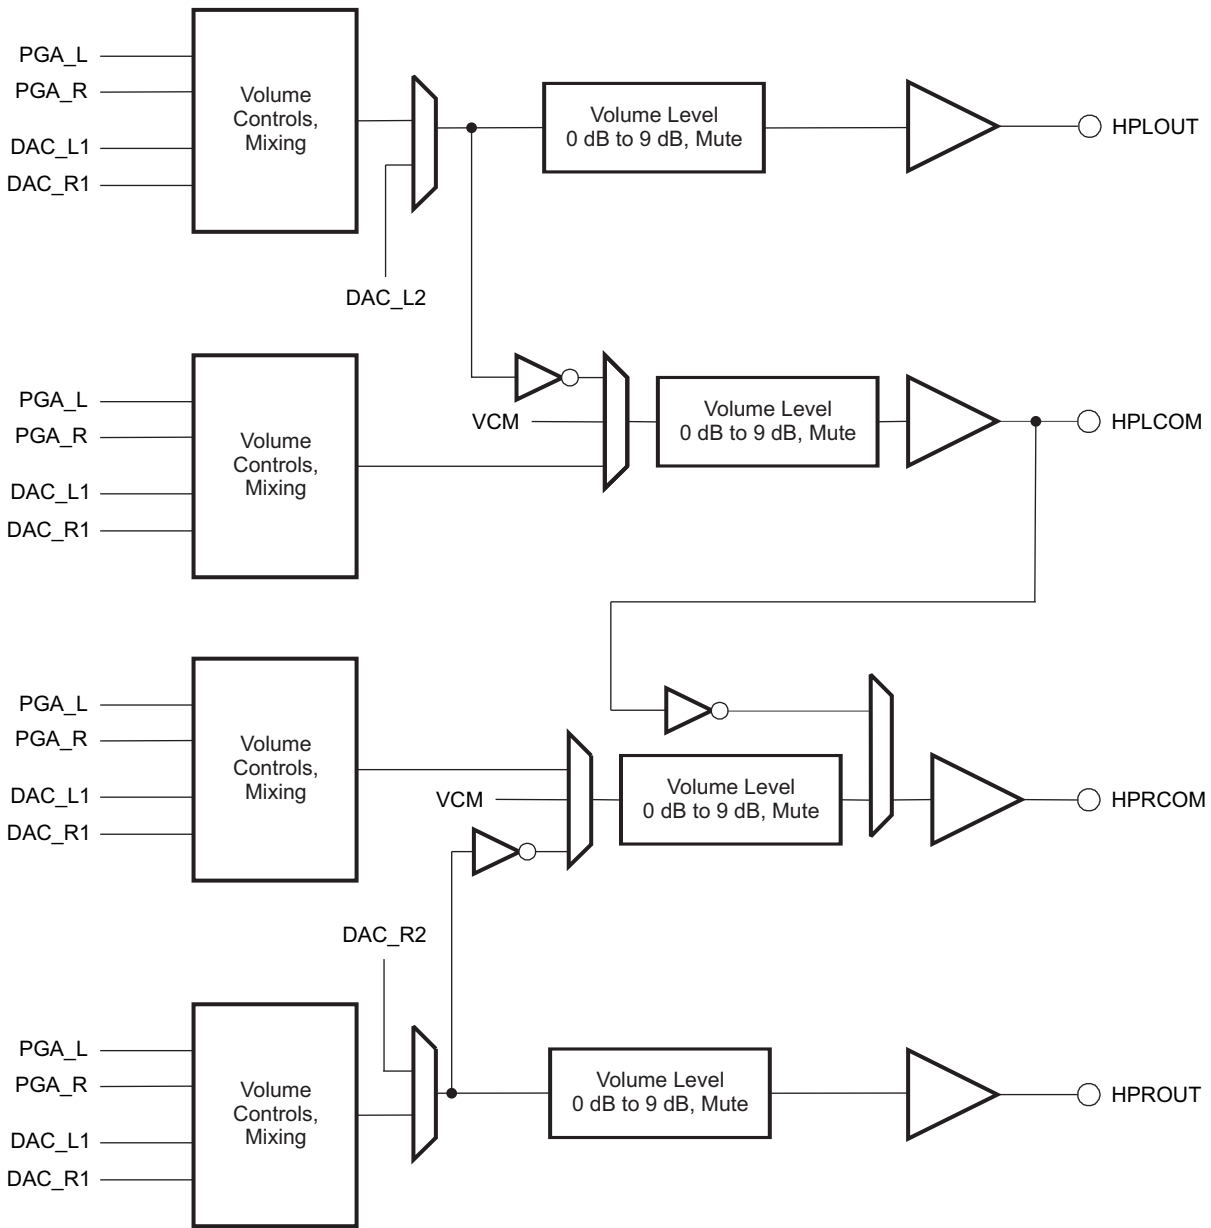 PGA_L
PGA_R
DAC_L1
DAC_R1
Volume
Controls,
Mixing
DAC_L2
Volume Level
0 dB to 9 dB, Mute
HPLOUT
PGA_L
PGA_R
DAC_L1
DAC_R1
Volume
Controls,
Mixing
VCM
Volume Level
0 dB to 9 dB, Mute
HPLCOM
PGA_L
PGA_R
DAC_L1
DAC_R1
Volume
Controls,
Mixing
VCM
Volume Level
0 dB to 9 dB, Mute
HPRCOM
DAC_R2
PGA_L
PGA_R
DAC_L1
DAC_R1
Volume
Controls,
Mixing
Volume Level
0 dB to 9 dB, Mute
HPROUT